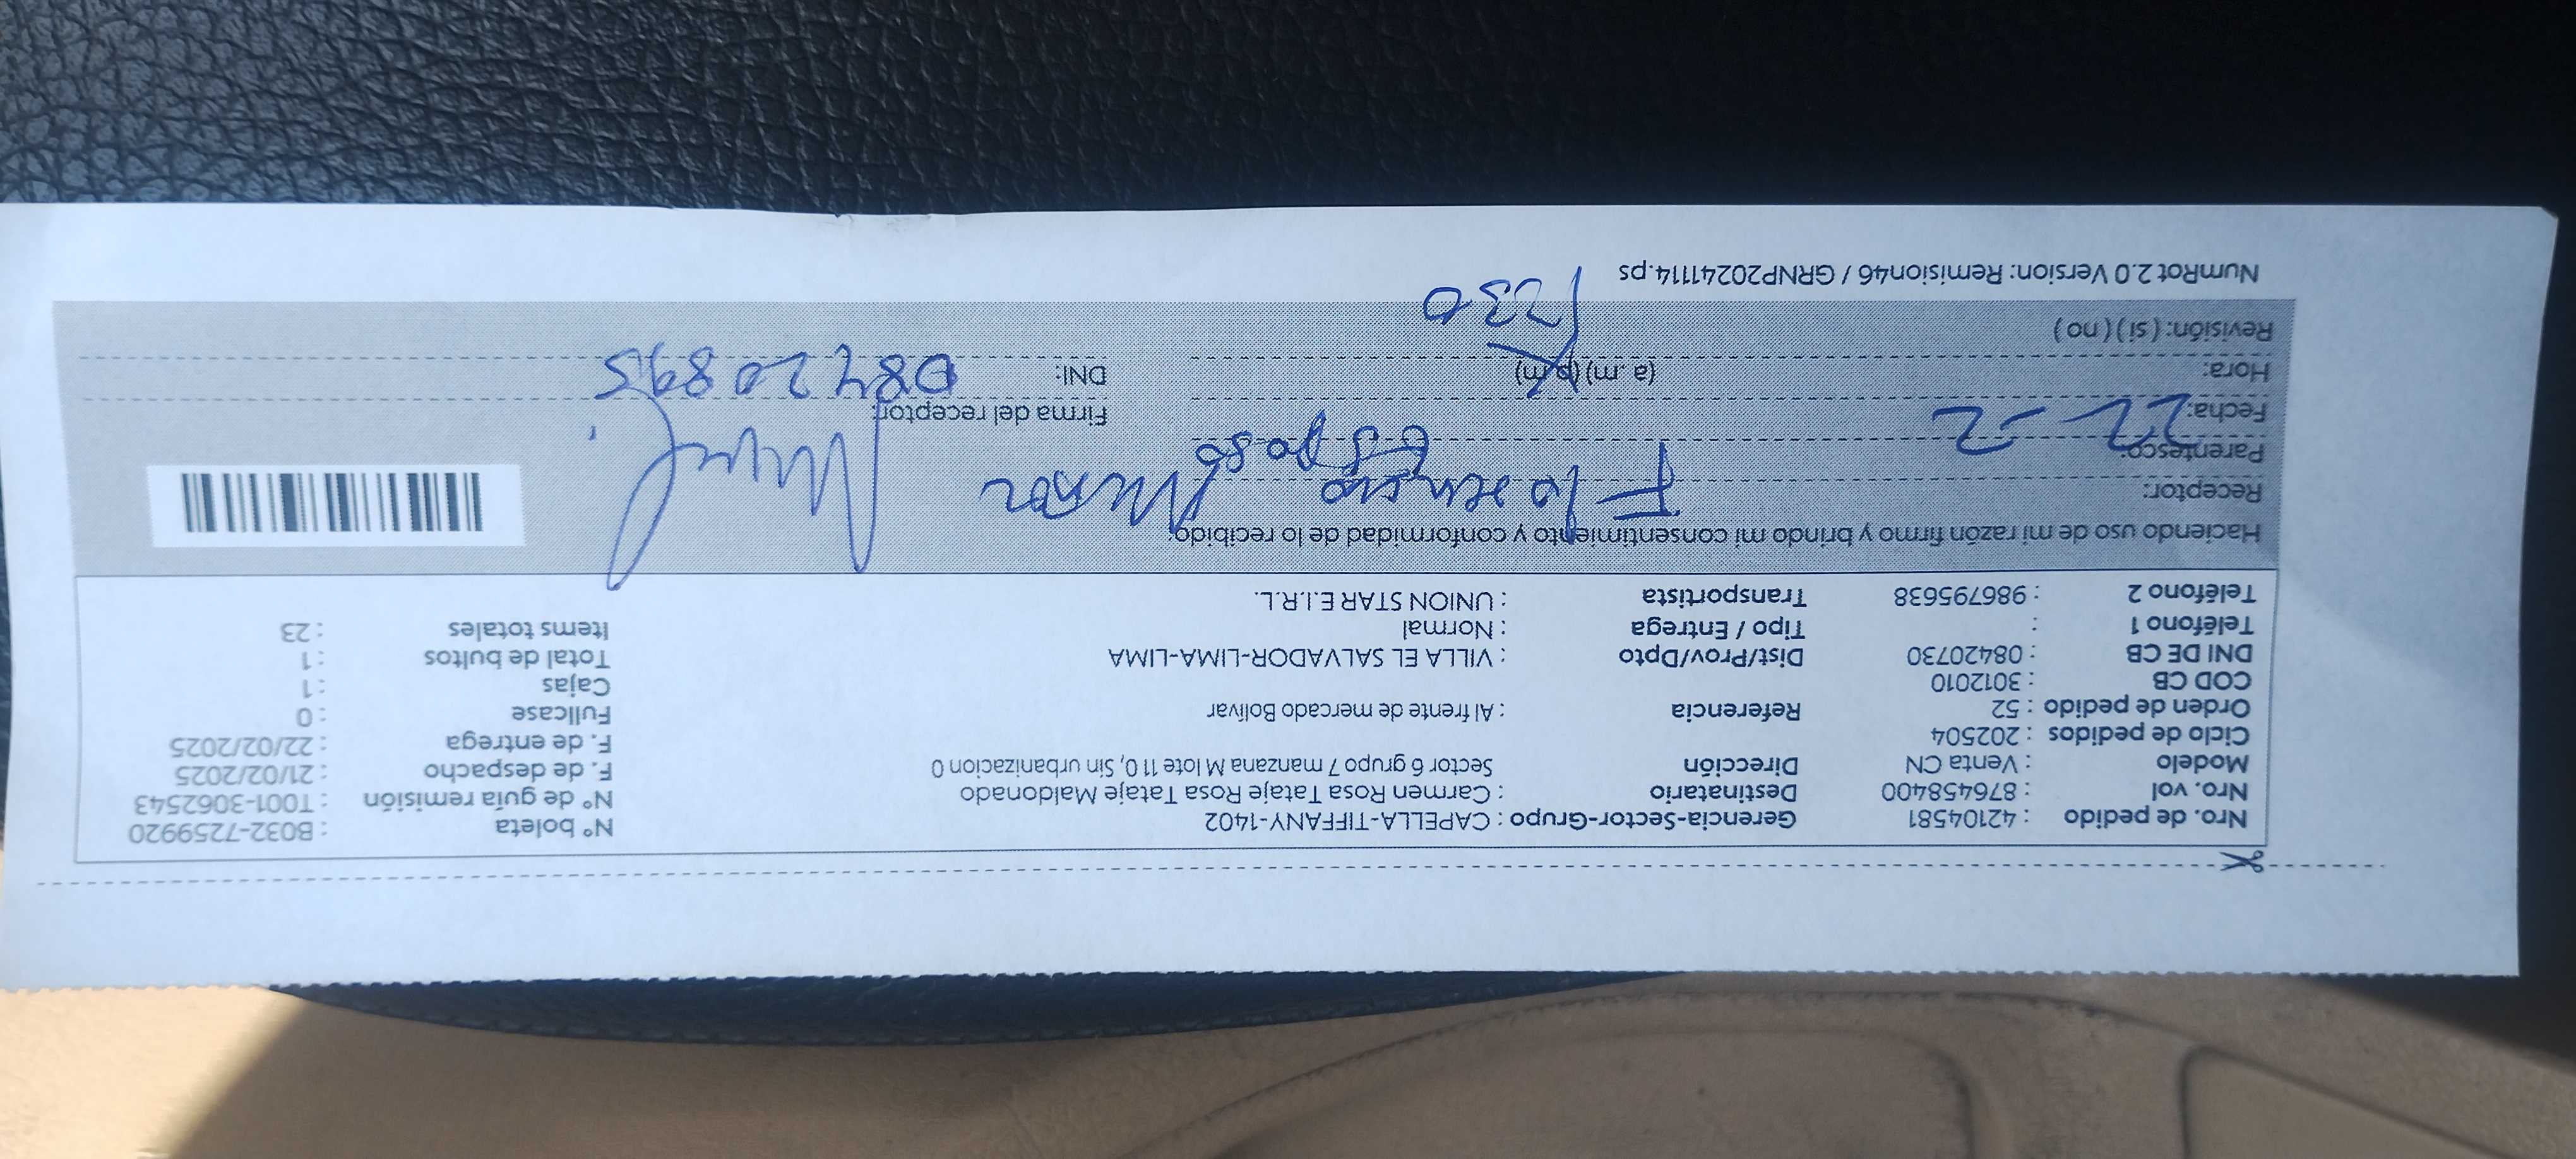 Nro. de pedido : 42104581 Gerencia-Sector-Grupo : CAPELLA-TIFFANY-1402 N° boleta : B032-7259920
Nro. vol : 876458400 Destinatario : Carmen Rosa Tataje Rosa Tataje Maldonado N° de guía remisión : T001-3062543
Modelo : Venta CN Dirección Sector 6 grupo 7 manzana M lote 11 0, Sin urbanizacion 0 F. de despacho : 21/02/2025
Ciclo de pedidos : 202504 F. de entrega : 22/02/2025
Orden de pedido : 52 Referencia : Al frente de mercado Bolívar Fullcase : 0
COD CB : 3012010 Cajas : 1
DNI DE CB : 08420730 Dist/Prov/Dpto : VILLA EL SALVADOR-LIMA-LIMA Total de bultos : 1
Teléfono 1 : Tipo / Entrega : Normal Items totales : 23
Teléfono 2 : 986795638 Transportista : UNION STAR E.I.R.L.
Haciendo uso de mi razón firmo y brindo mi consentimiento y conformidad de lo recibido:
Receptor:
Parentesco: Esposo
Fecha: 22-2 Firma del receptor:
Hora: (a.m) (p.m) DNI: 08420895
Revisión: ( si ) ( no ) 1230
NumRot 2.0 Version: Remision46 / GRNP20241114.ps